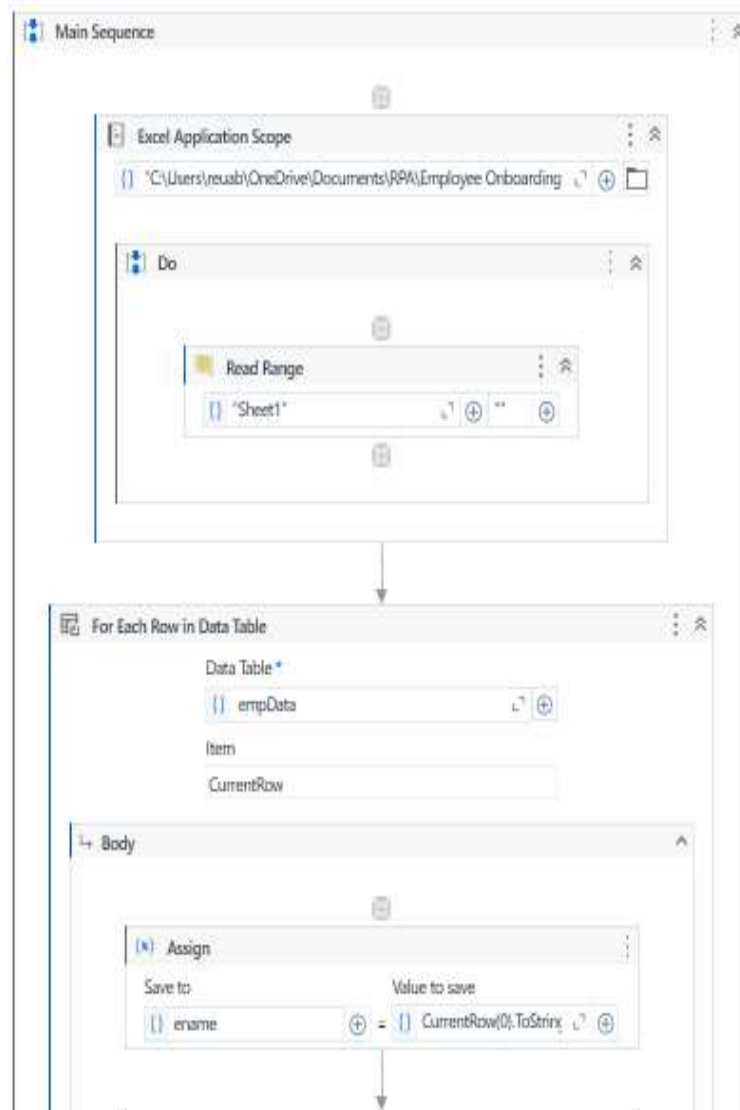 Main Sequence
Excel Application Scope
"C:\Users\reuab\OneDrive\Documents\RPA\Employee Onboarding
Do
Read Range
"Sheet1" ""
For Each Row in Data Table
Data Table *
empData
Item
CurrentRow
Body
Assign
Save to Value to save
ename = CurrentRow(0).ToString